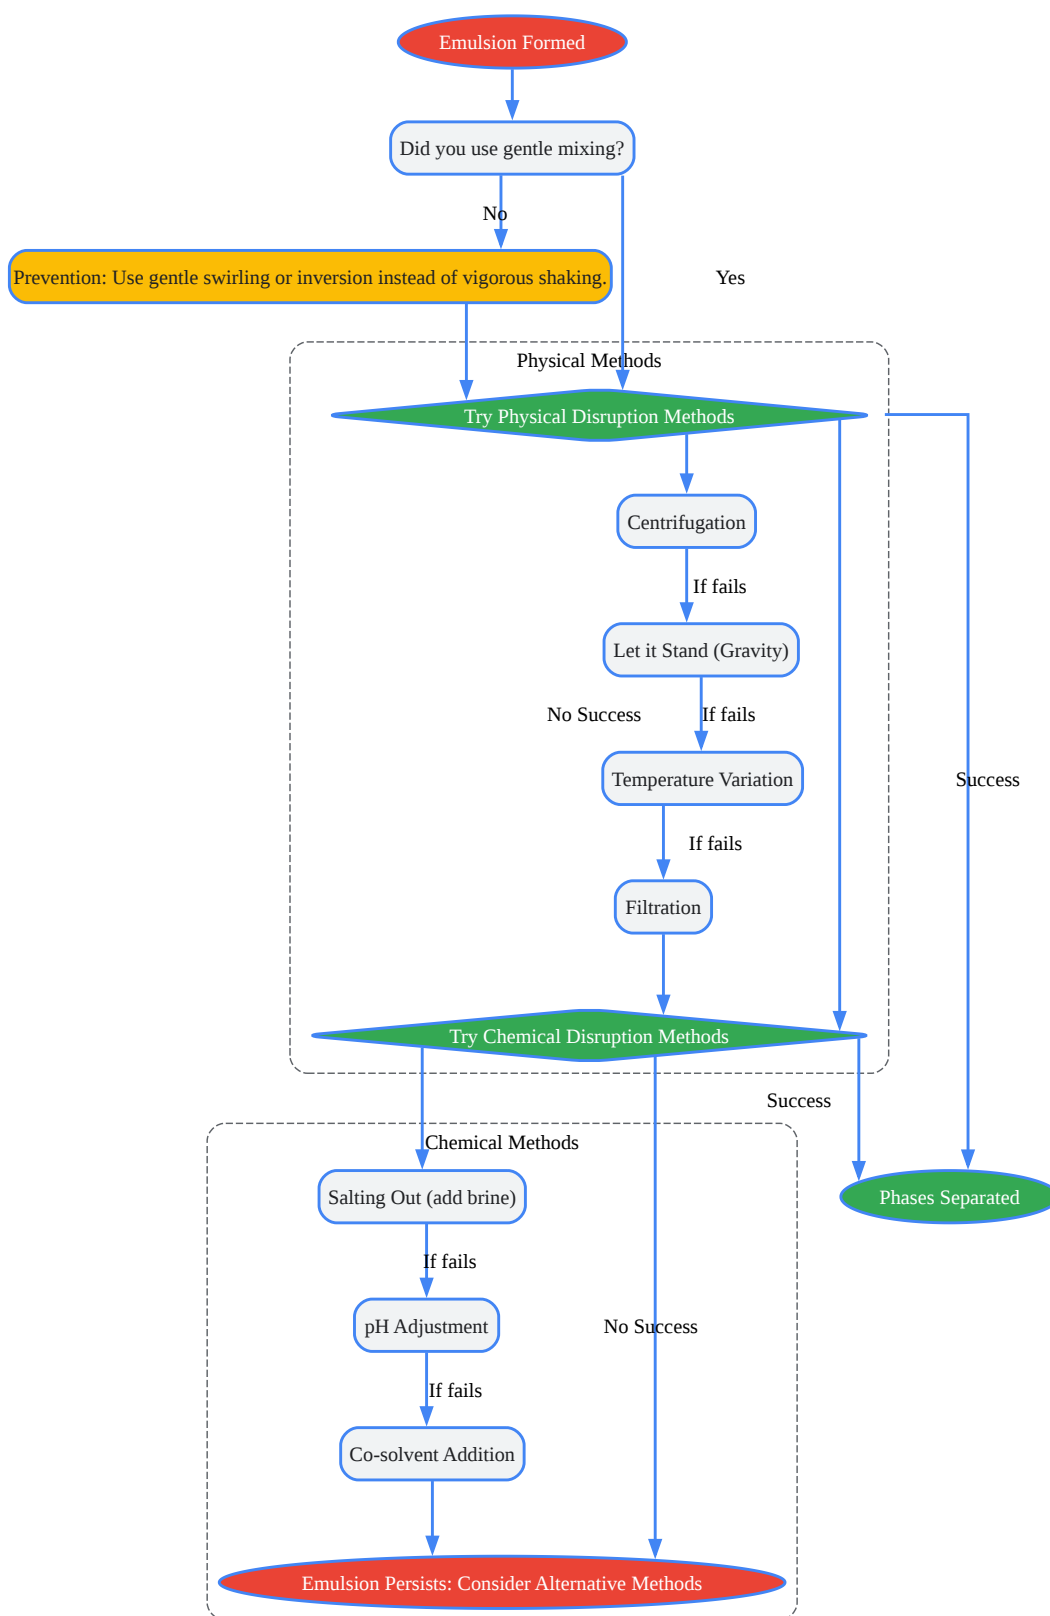 Emulsion Formed
Did you use gentle mixing?
No
Prevention: Use gentle swirling or inversion instead of vigorous shaking.
Yes
Physical Methods
Try Physical Disruption Methods
Centrifugation
If fails
Let it Stand (Gravity)
No Success
If fails
Temperature Variation
Success
If fails
Filtration
Try Chemical Disruption Methods
Success
Chemical Methods
Salting Out (add brine)
Phases Separated
If fails
pH Adjustment
No Success
If fails
Co-solvent Addition
Emulsion Persists: Consider Alternative Methods